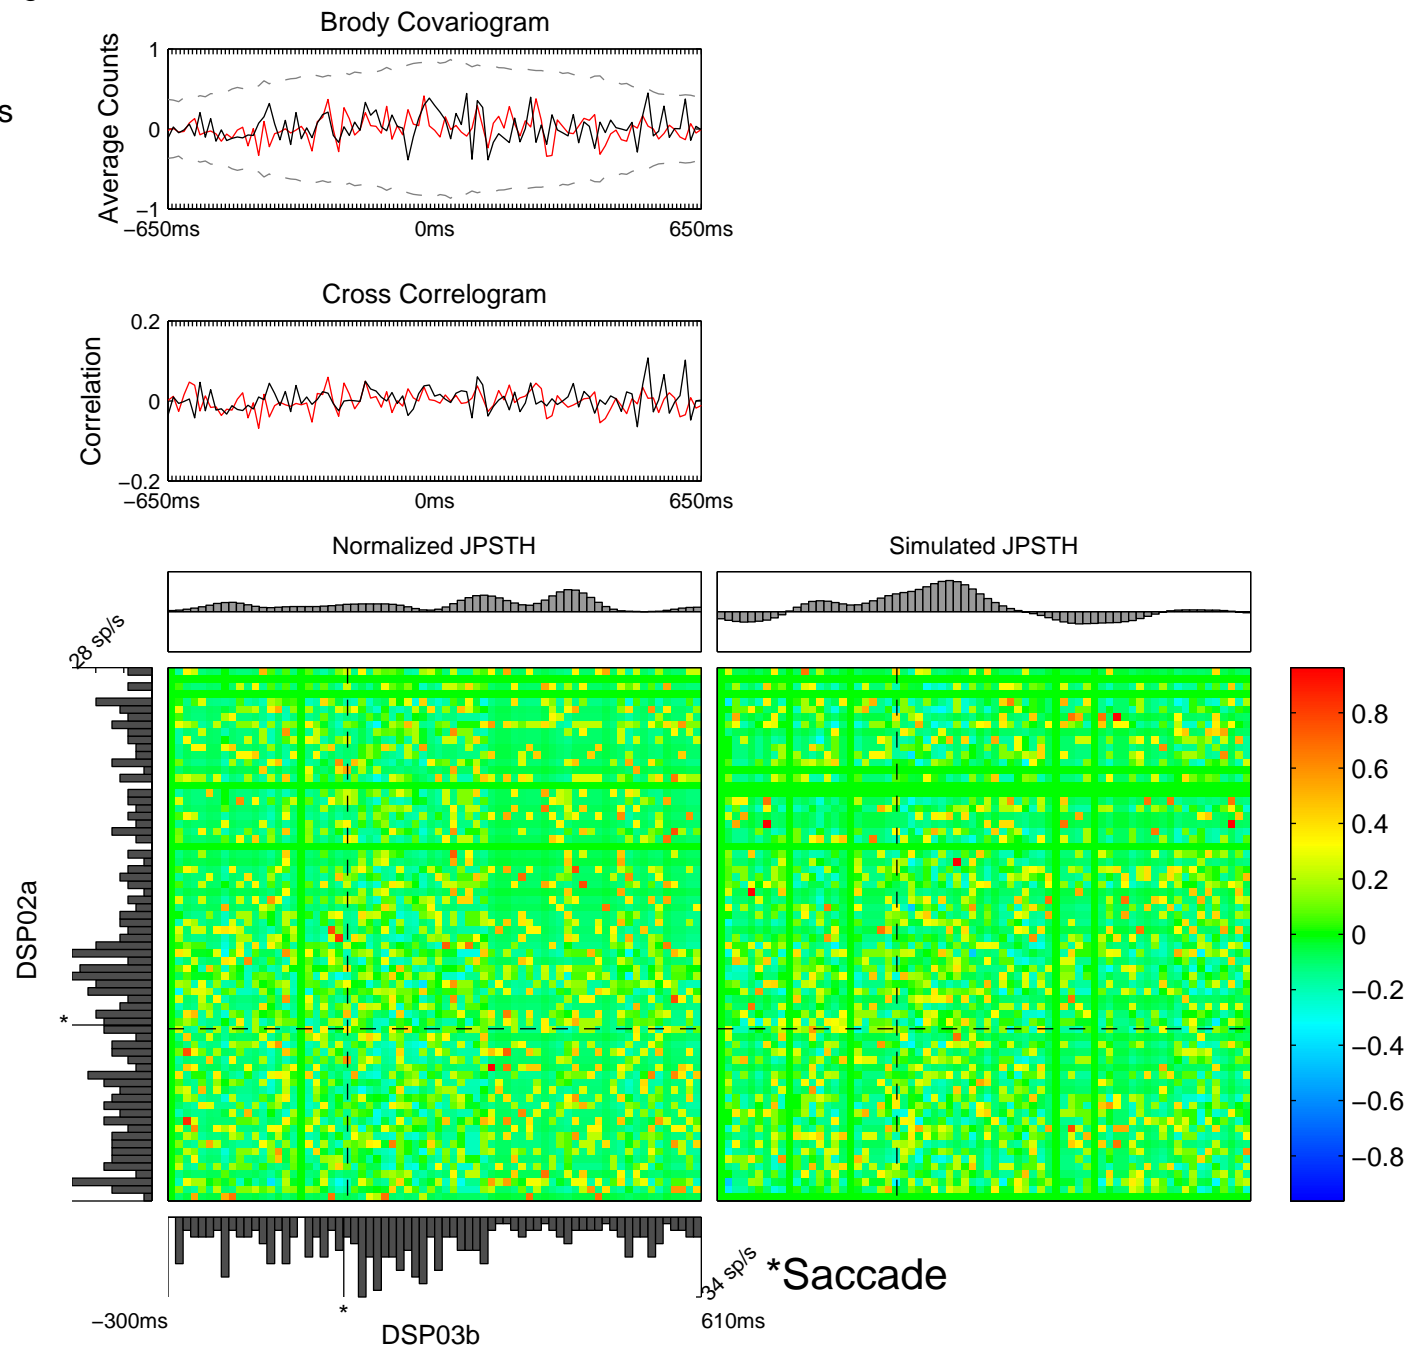 g
Brody Covariogram
s
Average Counts
1
0
−1
−650ms
0ms
650ms
Cross Correlogram
Correlation
0.2
0
−0.2
−650ms
0ms
650ms
Normalized JPSTH
Simulated JPSTH
28 sp/s
DSP02a
*
0.8
0.6
0.4
0.2
0
−0.2
−0.4
−0.6
−0.8
34 sp/s
*Saccade
*
−300ms
610ms
DSP03b